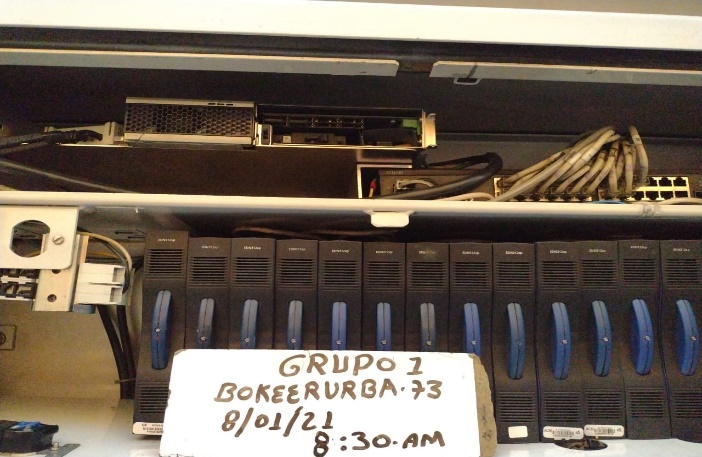 GRUPO 1
BOKEERURBA.73
8/01/21
8:30.AM